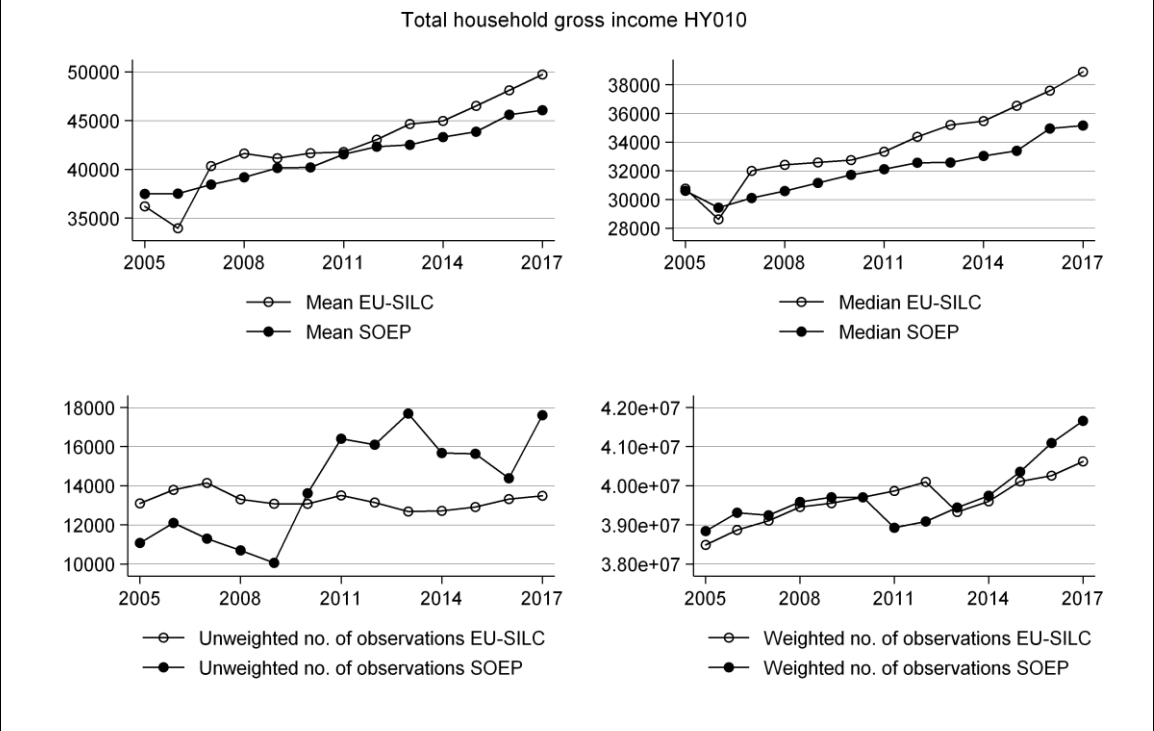 Total household gross income HY010
50000
45000
40000
35000
2005 2008 2011 2014 2017
Mean EU-SILC
Mean SOEP
38000
36000
34000
32000
30000
28000
2005 2008 2011 2014 2017
Median EU-SILC
Median SOEP
18000
16000
14000
12000
10000
2005 2008 2011 2014 2017
Unweighted no. of observations EU-SILC
Unweighted no. of observations SOEP
4.20e+07
4.10e+07
4.00e+07
3.90e+07
3.80e+07
2005 2008 2011 2014 2017
Weighted no. of observations EU-SILC
Weighted no. of observations SOEP